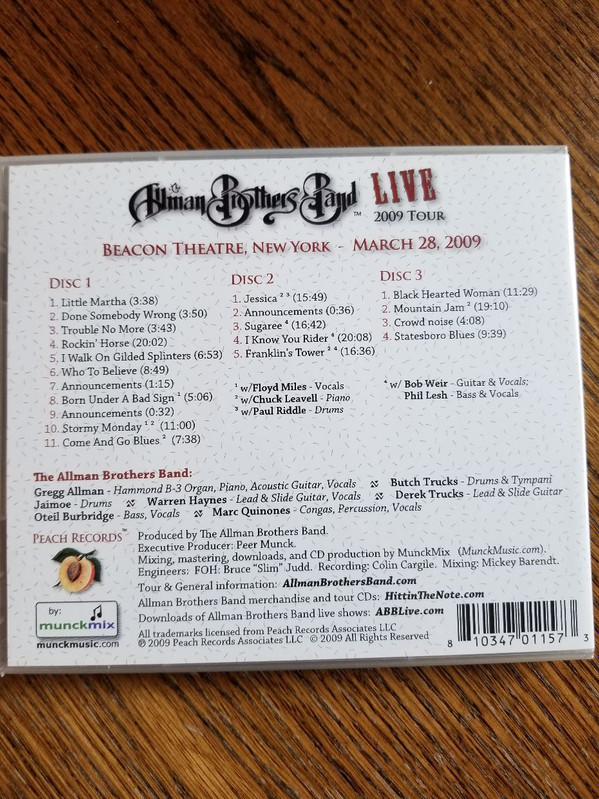 The Allman Brothers Band ™ LIVE
2009 Tour
Beacon Theatre, New York - March 28, 2009
Disc 1
1. Little Martha (3:38)
2. Done Somebody Wrong (3:50)
3. Trouble No More (3:43)
4. Rockin' Horse (20:02)
5. I Walk On Gilded Splinters (6:53)
6. Who To Believe (8:49)
7. Announcements (1:15)
8. Born Under A Bad Sign ¹ (5:06)
9. Announcements (0:32)
10. Stormy Monday ¹ ² (11:00)
11. Come And Go Blues ² (7:38)
Disc 2
1. Jessica ² ³ (15:49)
2. Announcements (0:36)
3. Sugaree ⁴ (16:42)
4. I Know You Rider ⁴ (20:08)
5. Franklin's Tower ² ⁴ (16:36)
¹ w/Floyd Miles - Vocals
² w/Chuck Leavell - Piano
³ w/Paul Riddle - Drums
Disc 3
1. Black Hearted Woman (11:29)
2. Mountain Jam ² (19:10)
3. Crowd noise (4:08)
4. Statesboro Blues (9:39)
⁴ w/ Bob Weir - Guitar & Vocals;
Phil Lesh - Bass & Vocals
The Allman Brothers Band:
Gregg Allman - Hammond B-3 Organ, Piano, Acoustic Guitar, Vocals Butch Trucks - Drums & Tympani
Jaimoe - Drums Warren Haynes - Lead & Slide Guitar, Vocals Derek Trucks - Lead & Slide Guitar
Oteil Burbridge - Bass, Vocals Marc Quinones - Congas, Percussion, Vocals
Peach Records ™
Produced by The Allman Brothers Band.
Executive Producer: Peer Munck.
Mixing, mastering, downloads, and CD production by MunckMix (MunckMusic.com).
Engineers: FOH: Bruce "Slim" Judd. Recording: Colin Cargile. Mixing: Mickey Barendt.
Tour & General information: AllmanBrothersBand.com
Allman Brothers Band merchandise and tour CDs: HittinTheNote.com
Downloads of Allman Brothers Band live shows: ABBLive.com
All trademarks licensed from Peach Records Associates LLC
℗ 2009 Peach Records Associates LLC © 2009 All Rights Reserved
by:
munckmix
munckmusic.com
8 10347 01157 3